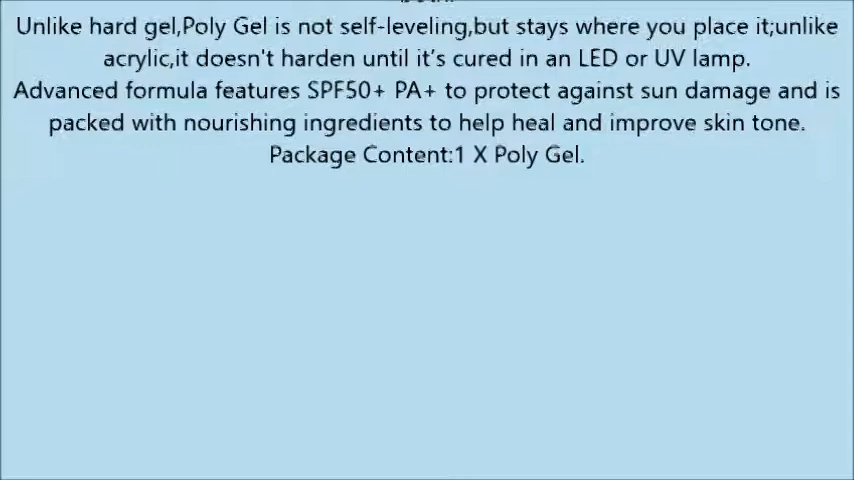 Unlike hard gel,Poly Gel is not self-leveling,but stays where you place it;unlike
acrylic,it doesn't harden until it’s cured in an LED or UV lamp.
Advanced formula features SPF50+ PA+ to protect against sun damage and is
packed with nourishing ingredients to help heal and improve skin tone.
Package Content:1 X Poly Gel.